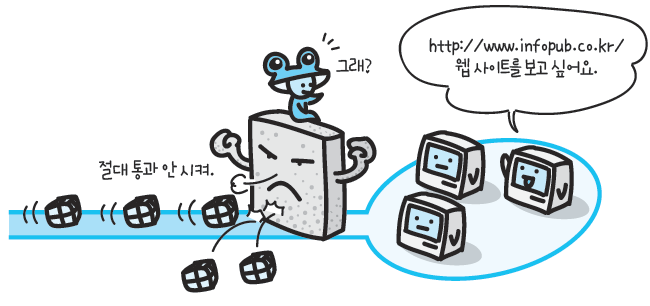 그래?
http://www.infopub.co.kr/
웹 사이트를 보고 싶어요.
절대 통과 안 시켜.